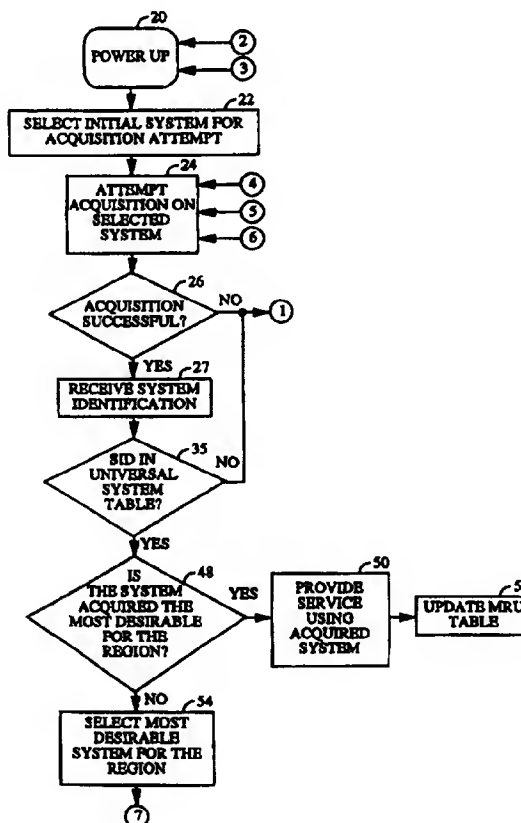 20
POWER UP
2
3
22
SELECT INITIAL SYSTEM FOR
ACQUISITION ATTEMPT
24
ATTEMPT
ACQUISITION ON
SELECTED
SYSTEM
4
5
6
26
ACQUISITION
SUCCESSFUL?
NO
1
YES
27
RECEIVE SYSTEM
IDENTIFICATION
35
SID IN
UNIVERSAL
SYSTEM
TABLE?
NO
YES
48
IS
THE SYSTEM
ACQUIRED THE
MOST DESIRABLE
FOR THE
REGION?
YES
50
PROVIDE
SERVICE
USING
ACQUIRED
SYSTEM
UPDATE MRU
TABLE
NO
54
SELECT MOST
DESIRABLE
SYSTEM FOR THE
REGION
7